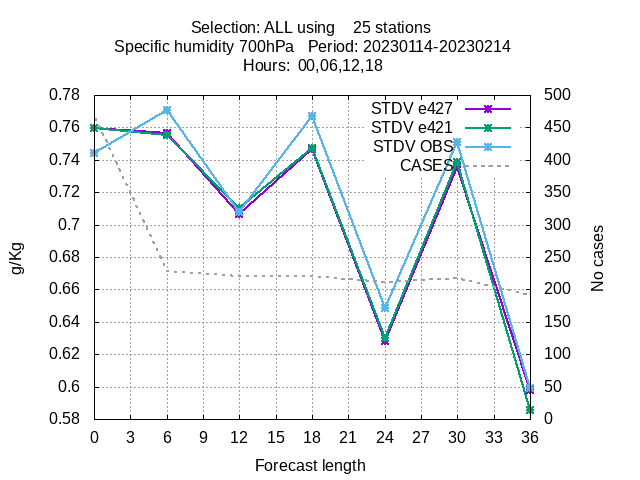 Selection: ALL using    25 stations
Specific humidity 700hPa   Period: 20230114-20230214
Hours:  00,06,12,18
0.78
0.76
0.74
0.72
0.7
0.68
0.66
0.64
0.62
0.6
0.58
g/Kg
STDV e427
STDV e421
STDV OBS
CASES
500
450
400
350
300
250
200
150
100
50
0
No cases
0 3 6 9 12 15 18 21 24 27 30 33 36
Forecast length